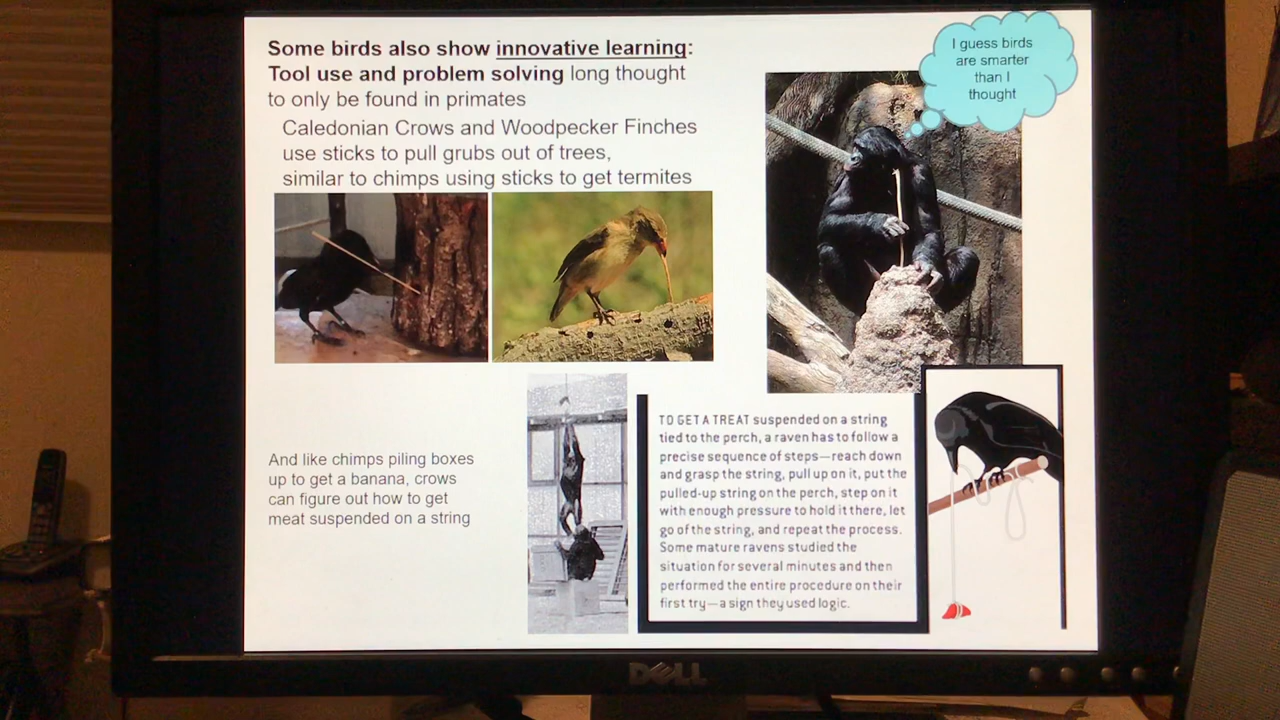 Some birds also show innovative learning:
Tool use and problem solving long thought
to only be found in primates
Caledonian Crows and Woodpecker Finches
use sticks to pull grubs out of trees,
similar to chimps using sticks to get termites
I guess birds
are smarter
than I
thought
And like chimps piling boxes
up to get a banana, crows
can figure out how to get
meat suspended on a string
TO GET A TREAT suspended on a string
tied to the perch, a raven has to follow a
precise sequence of steps—reach down
and grasp the string, pull up on it, put the
pulled-up string on the perch, step on it
with enough pressure to hold it there, let
go of the string, and repeat the process.
Some mature ravens studied the
situation for several minutes and then
performed the entire procedure on their
first try—a sign they used logic.
DELL